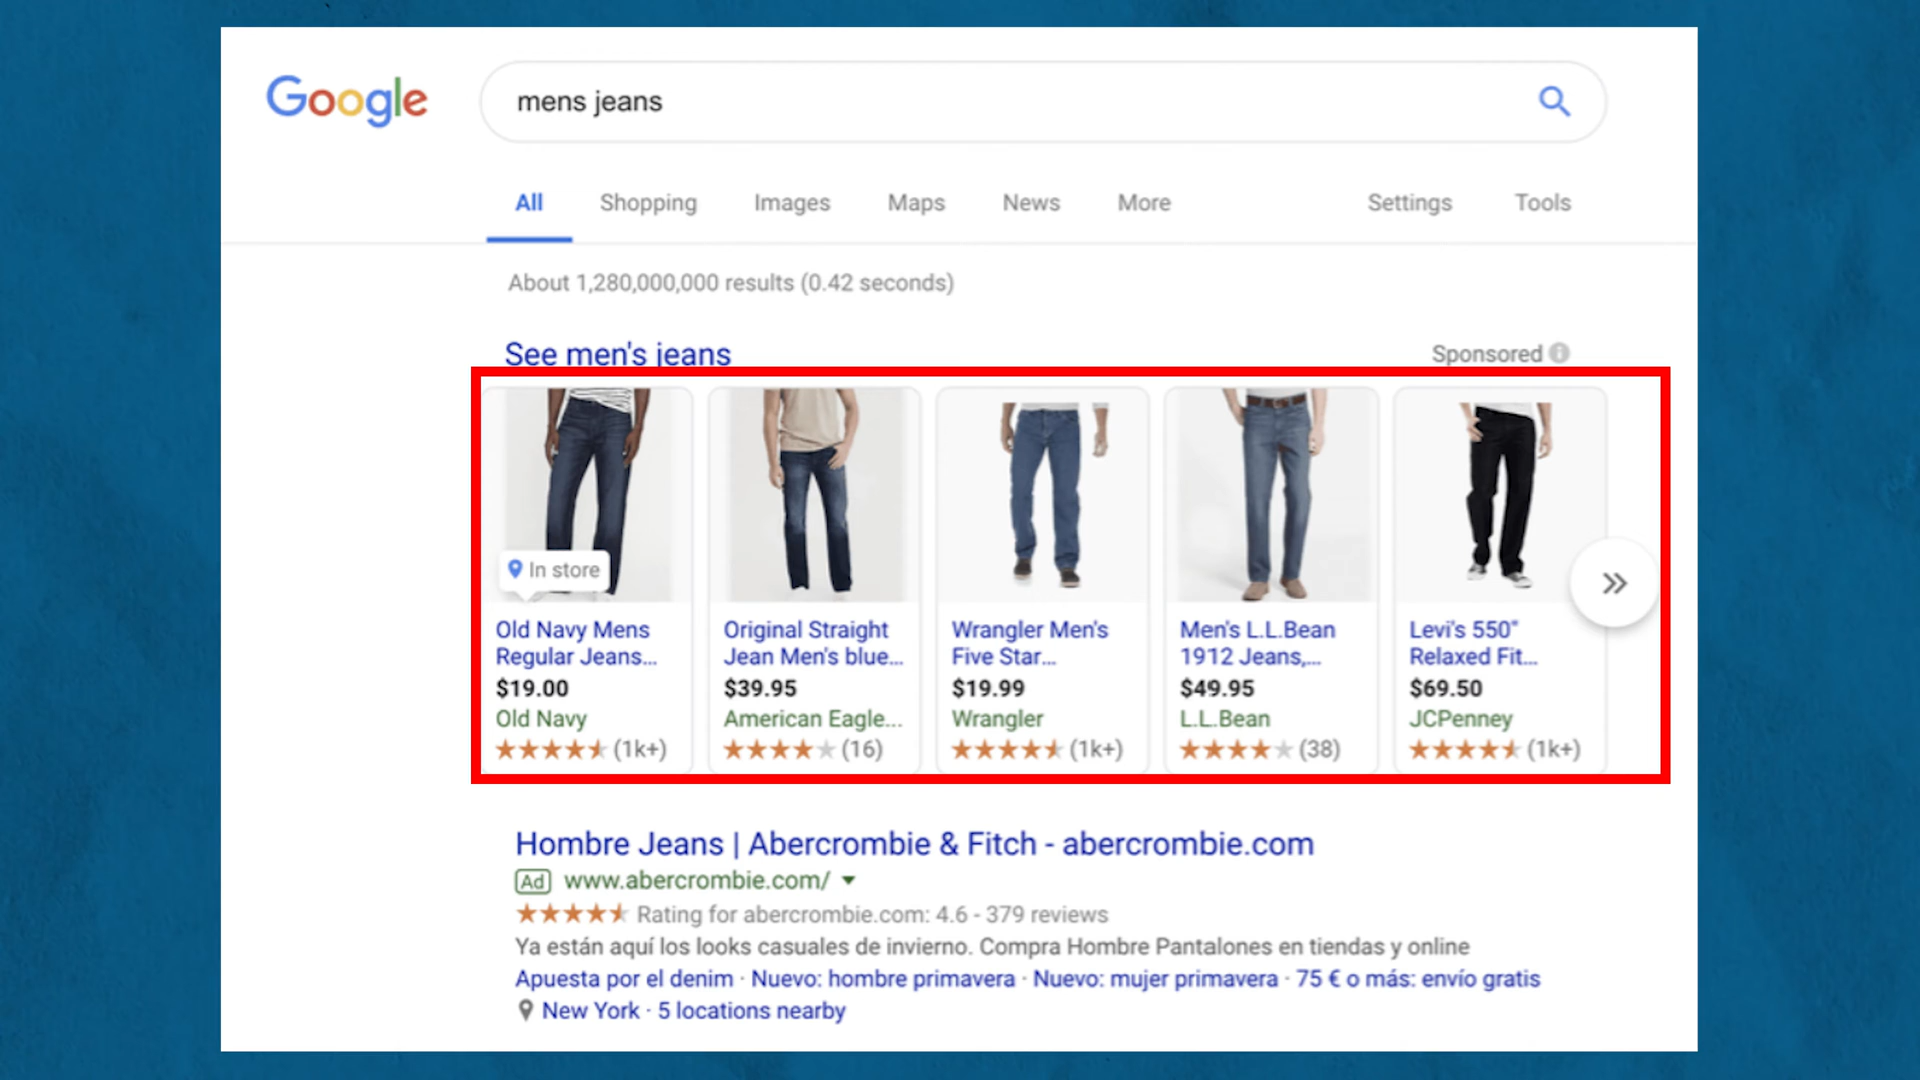 Google
mens jeans
All Shopping Images Maps News More Settings Tools
About 1,280,000,000 results (0.42 seconds)
See men's jeans
Sponsored
In store
Old Navy Mens
Regular Jeans...
$19.00
Old Navy
(1k+)
Original Straight
Jean Men's blue...
$39.95
American Eagle...
(16)
Wrangler Men's
Five Star...
$19.99
Wrangler
(1k+)
Men's L.L.Bean
1912 Jeans,...
$49.95
L.L.Bean
(38)
Levi's 550"
Relaxed Fit...
$69.50
JCPenney
(1k+)
Hombre Jeans | Abercrombie & Fitch - abercrombie.com
Ad www.abercrombie.com/
Rating for abercrombie.com: 4.6 - 379 reviews
Ya están aquí los looks casuales de invierno. Compra Hombre Pantalones en tiendas y online
Apuesta por el denim · Nuevo: hombre primavera · Nuevo: mujer primavera · 75 € o más: envío gratis
New York · 5 locations nearby